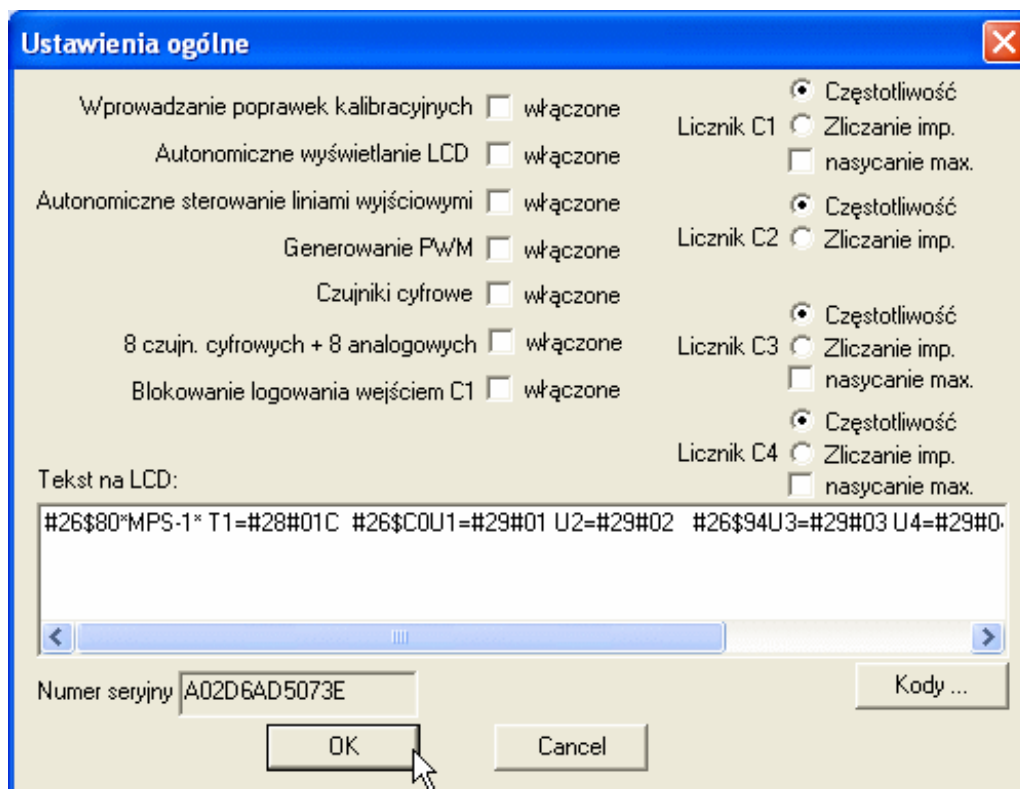 Ustawienia ogólne
Wprowadzanie poprawek kalibracyjnych włączone
Autonomiczne wyświetlanie LCD włączone
Autonomiczne sterowanie liniami wyjściowymi włączone
Generowanie PWM włączone
Czujniki cyfrowe włączone
8 czujn. cyfrowych + 8 analogowych włączone
Blokowanie logowania wejściem C1 włączone
Częstotliwość
Licznik C1 Zliczanie imp.
nasycanie max.
Częstotliwość
Licznik C2 Zliczanie imp.
Częstotliwość
Licznik C3 Zliczanie imp.
nasycanie max.
Częstotliwość
Licznik C4 Zliczanie imp.
nasycanie max.
Tekst na LCD:
#26$80*MPS-1* T1=#28#01C #26$C0U1=#29#01 U2=#29#02 #26$94U3=#29#03 U4=#29#0
Numer seryjny A02D6AD5073E
Kody ...
OK Cancel